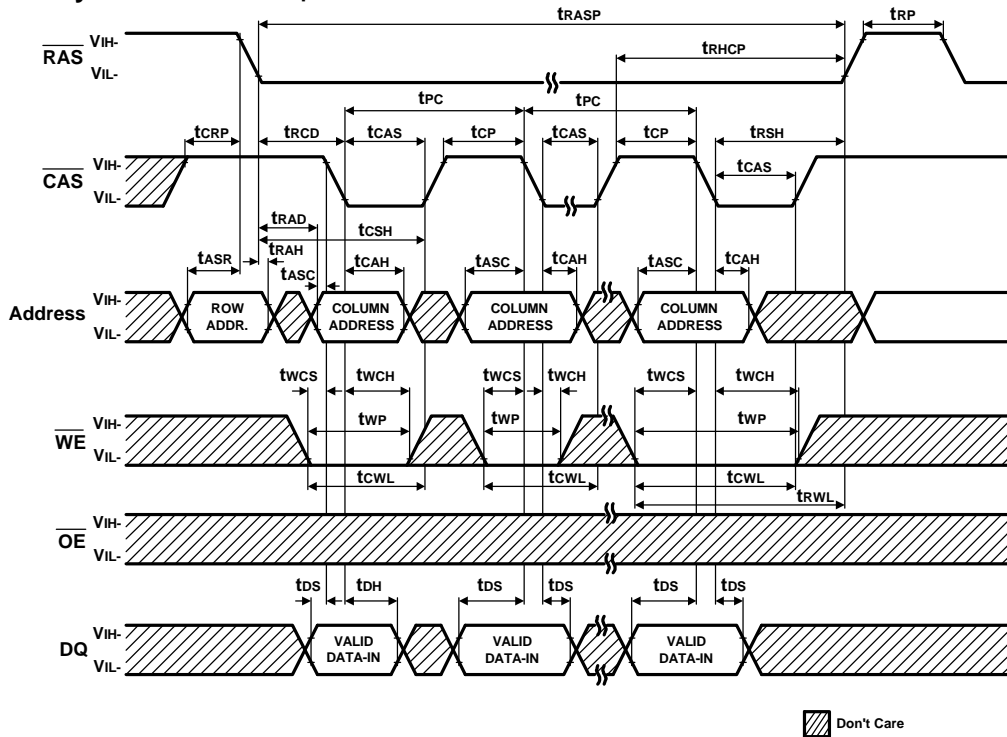 tRASP
tRP
RAS
VIH-
VIL-
tRHCP
tPC
tPC
tCRP
tRCD
tCAS
tCP
tCAS
tCP
tRSH
CAS
VIH-
VIL-
tCAS
tRAD
tCSH
tASR
tRAH
tASC
tCAH
tASC
tCAH
tASC
tCAH
Address
VIH-
VIL-
ROW
ADDR.
COLUMN
ADDRESS
COLUMN
ADDRESS
COLUMN
ADDRESS
tWCS
tWCH
tWCS
tWCH
tWCS
tWCH
WE
VIH-
VIL-
tWP
tWP
tWP
tCWL
tCWL
tCWL
tRWL
OE
VIH-
VIL-
tDS
tDH
tDS
tDS
tDS
tDS
DQ
VIH-
VIL-
VALID
DATA-IN
VALID
DATA-IN
VALID
DATA-IN
Don't Care